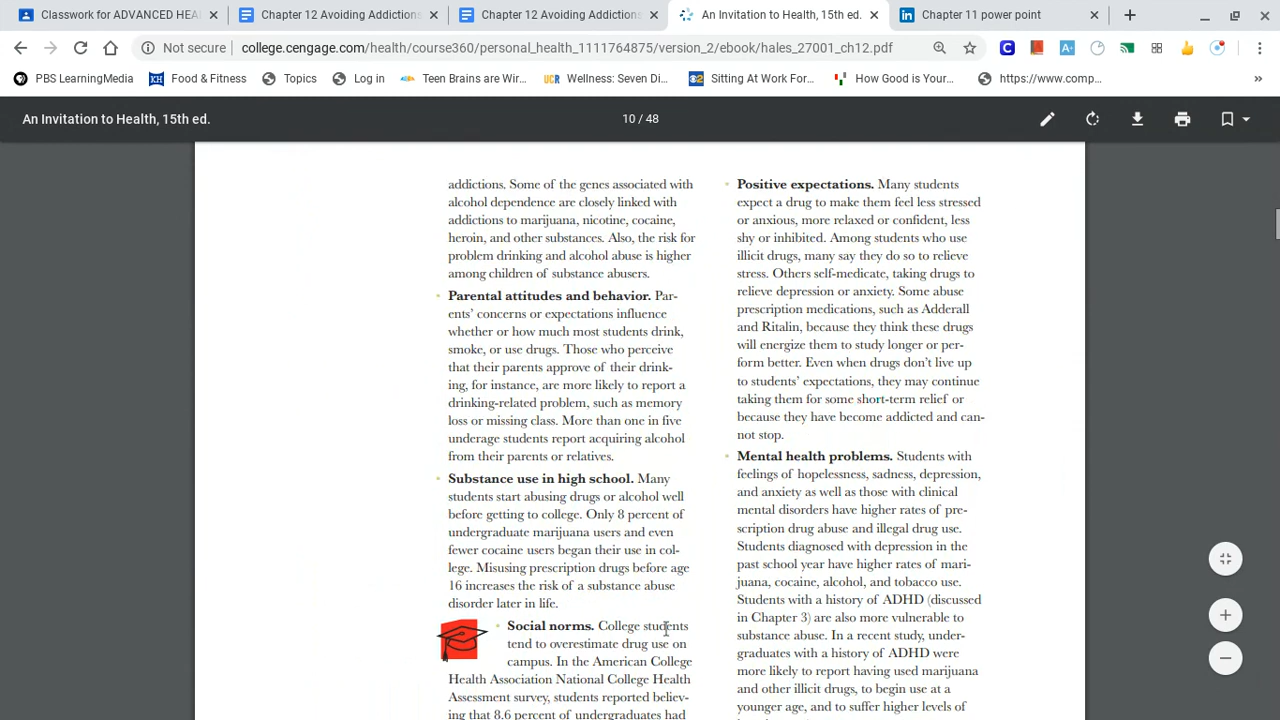 Classwork for ADVANCED HEA
Chapter 12 Avoiding Addictions
Chapter 12 Avoiding Addictions
An Invitation to Health, 15th ed.
Chapter 11 power point
Not secure
college.cengage.com/health/course360/personal_health_1111764875/version_2/ebook/hales_27001_ch12.pdf
PBS LearningMedia
Food & Fitness
Topics
Log in
Teen Brains are Wir...
Wellness: Seven Di...
Sitting At Work For...
How Good is Your...
https://www.comp...
An Invitation to Health, 15th ed.
10 / 48
addictions. Some of the genes associated with
alcohol dependence are closely linked with
addictions to marijuana, nicotine, cocaine,
heroin, and other substances. Also, the risk for
problem drinking and alcohol abuse is higher
among children of substance abusers.
Parental attitudes and behavior. Par-
ents' concerns or expectations influence
whether or how much most students drink,
smoke, or use drugs. Those who perceive
that their parents approve of their drink-
ing, for instance, are more likely to report a
drinking-related problem, such as memory
loss or missing class. More than one in five
underage students report acquiring alcohol
from their parents or relatives.
Substance use in high school. Many
students start abusing drugs or alcohol well
before getting to college. Only 8 percent of
undergraduate marijuana users and even
fewer cocaine users began their use in col-
lege. Misusing prescription drugs before age
16 increases the risk of a substance abuse
disorder later in life.
Social norms. College students
tend to overestimate drug use on
campus. In the American College
Health Association National College Health
Assessment survey, students reported believ-
ing that 8.6 percent of undergraduates had
Positive expectations. Many students
expect a drug to make them feel less stressed
or anxious, more relaxed or confident, less
shy or inhibited. Among students who use
illicit drugs, many say they do so to relieve
stress. Others self-medicate, taking drugs to
relieve depression or anxiety. Some abuse
prescription medications, such as Adderall
and Ritalin, because they think these drugs
will energize them to study longer or per-
form better. Even when drugs don't live up
to students' expectations, they may continue
taking them for some short-term relief or
because they have become addicted and can-
not stop.
Mental health problems. Students with
feelings of hopelessness, sadness, depression,
and anxiety as well as those with clinical
mental disorders have higher rates of pre-
scription drug abuse and illegal drug use.
Students diagnosed with depression in the
past school year have higher rates of mari-
juana, cocaine, alcohol, and tobacco use.
Students with a history of ADHD (discussed
in Chapter 3) are also more vulnerable to
substance abuse. In a recent study, under-
graduates with a history of ADHD were
more likely to report having used marijuana
and other illicit drugs, to begin use at a
younger age, and to suffer higher levels of